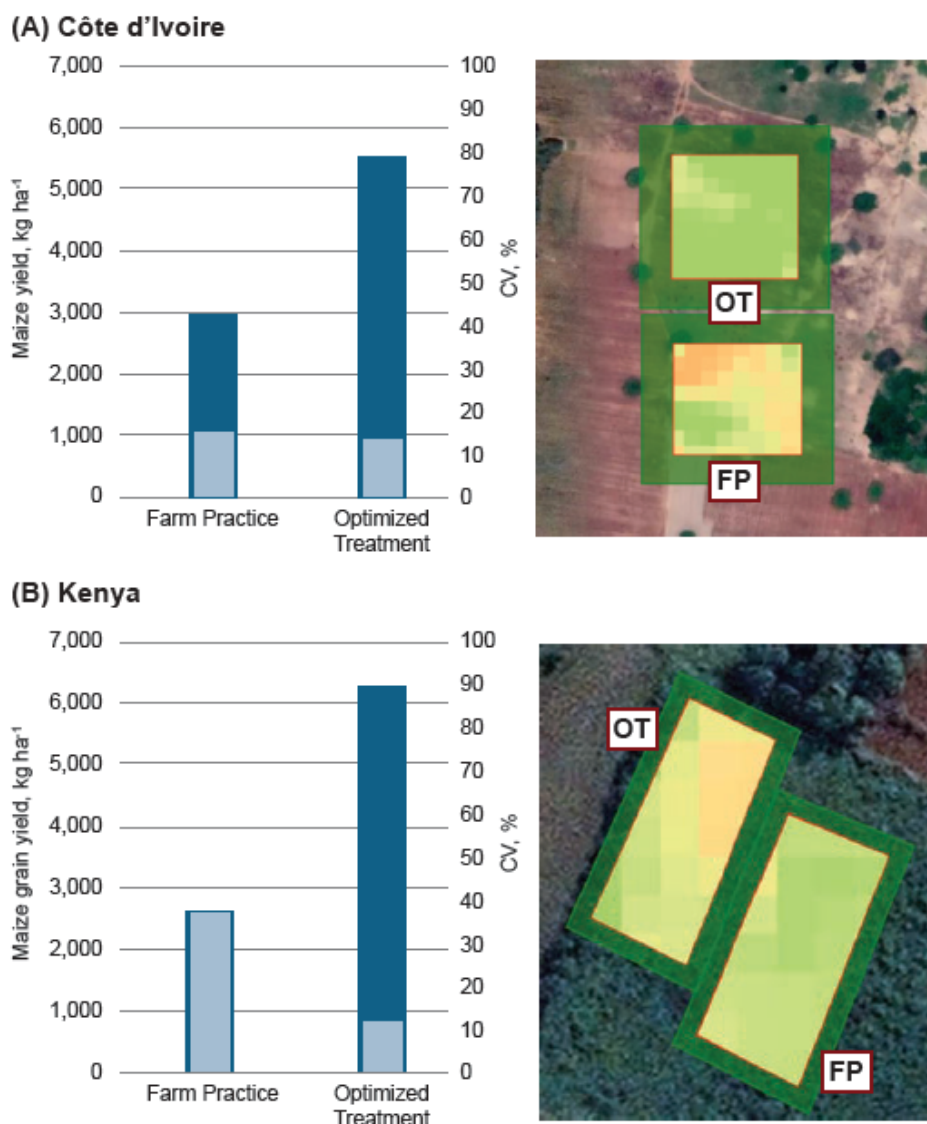 (A) Côte d’Ivoire
7,000
6,000
5,000
4,000
3,000
2,000
1,000
0
Maize yield, kg ha⁻¹
100
90
80
70
60
50
40
30
20
10
0
CV, %
Farm Practice
Optimized
Treatment
OT
FP
(B) Kenya
7,000
6,000
5,000
4,000
3,000
2,000
1,000
0
Maize grain yield, kg ha⁻¹
100
90
80
70
60
50
40
30
20
10
0
CV, %
Farm Practice
Optimized
Treatment
OT
FP